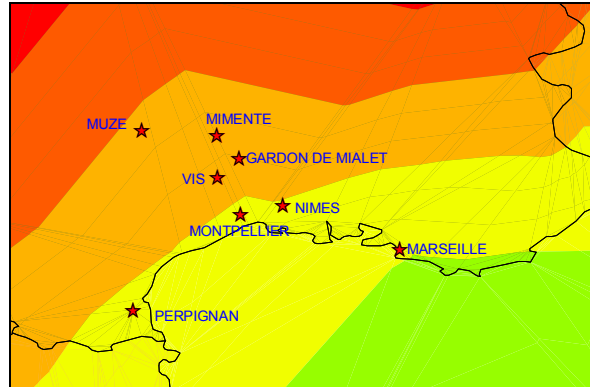 MIMENTE
MUZE
GARDON DE MIALET
VIS
NIMES
MONTPELLIER
MARSEILLE
PERPIGNAN